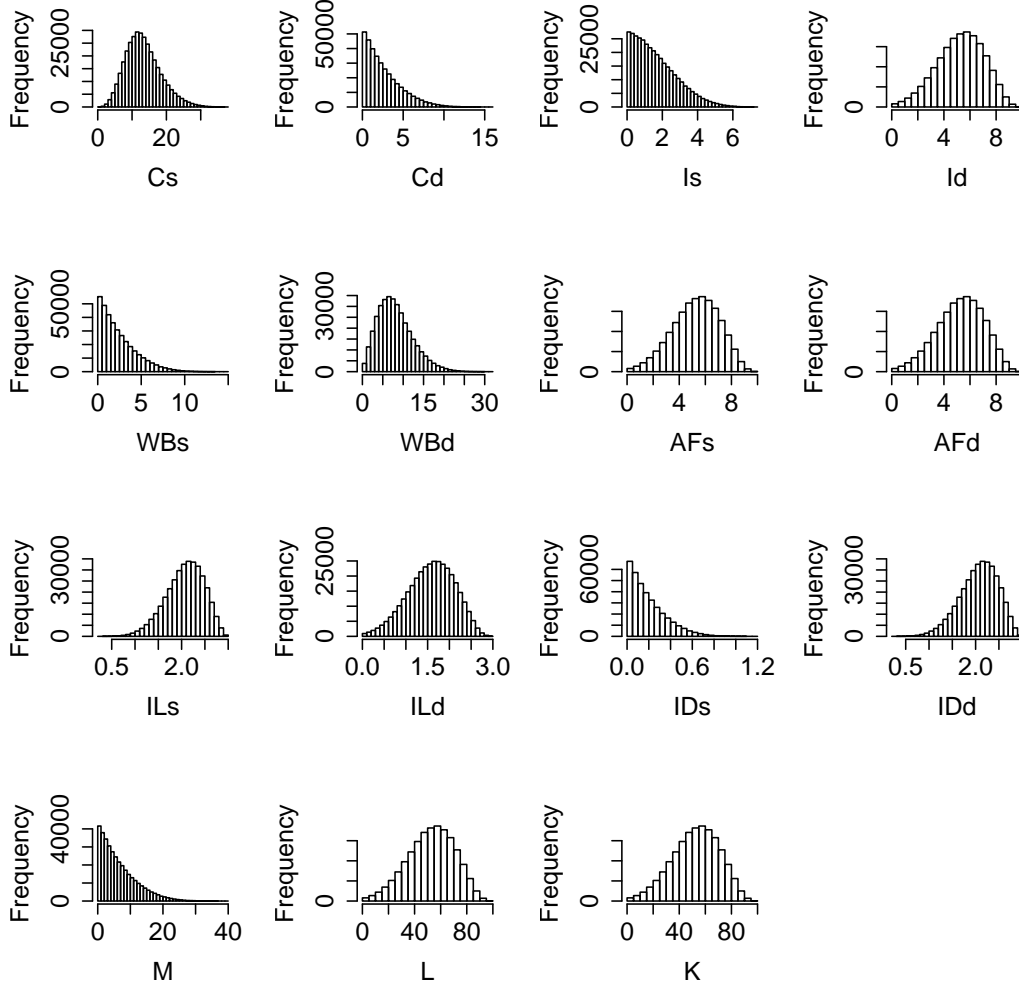 Frequency
0 25000
0 20
Cs
Frequency
0 50000
0 5 15
Cd
Frequency
0 25000
0 2 4 6
Is
Frequency
0
0 4 8
Id
Frequency
0 50000
0 5 10
WBs
Frequency
0 30000
0 15 30
WBd
Frequency
0
0 4 8
AFs
Frequency
0
0 4 8
AFd
Frequency
0 30000
0.5 2.0
ILs
Frequency
0 25000
0.0 1.5 3.0
ILd
Frequency
0 60000
0.0 0.6 1.2
IDs
Frequency
0 30000
0.5 2.0
IDd
Frequency
0 40000
0 20 40
M
Frequency
0
0 40 80
L
Frequency
0
0 40 80
K